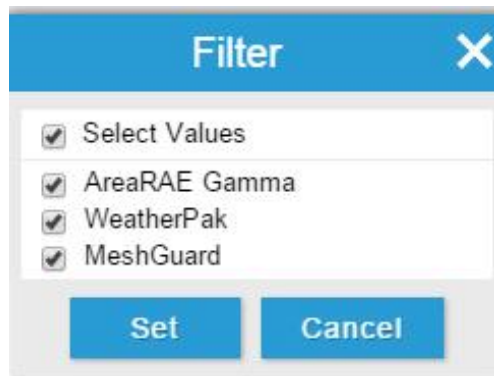 Filter
Select Values
AreaRAE Gamma
WeatherPak
MeshGuard
Set Cancel